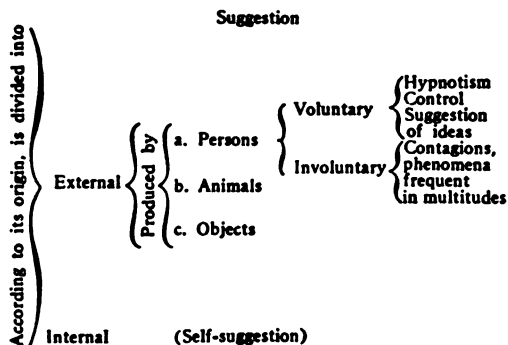 Suggestion
According to its origin, is divided into
External
Produced by
a. Persons
Voluntary
Hypnotism
Control
Suggestion
of ideas
Involuntary
Contagions,
phenomena
frequent
in multitudes
b. Animals
c. Objects
Internal (Self-suggestion)